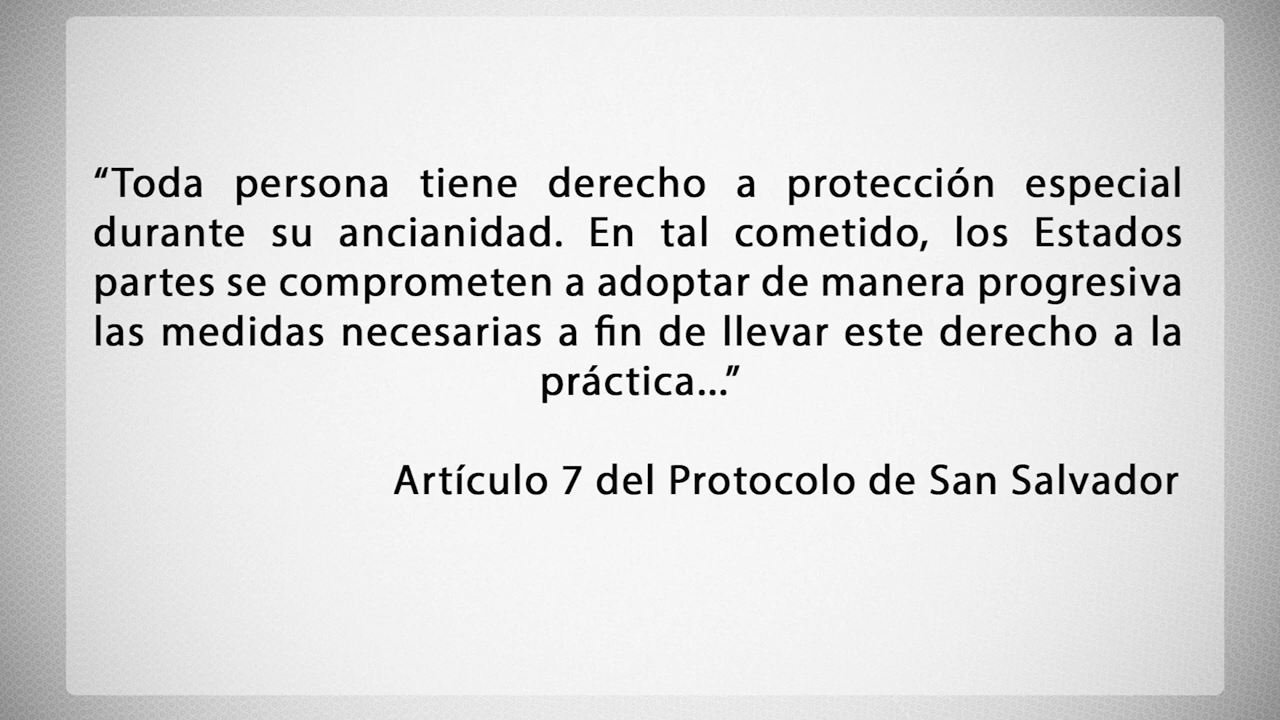 “Toda persona tiene derecho a protección especial
durante su ancianidad. En tal cometido, los Estados
partes se comprometen a adoptar de manera progresiva
las medidas necesarias a fin de llevar este derecho a la
práctica...”
Artículo 7 del Protocolo de San Salvador